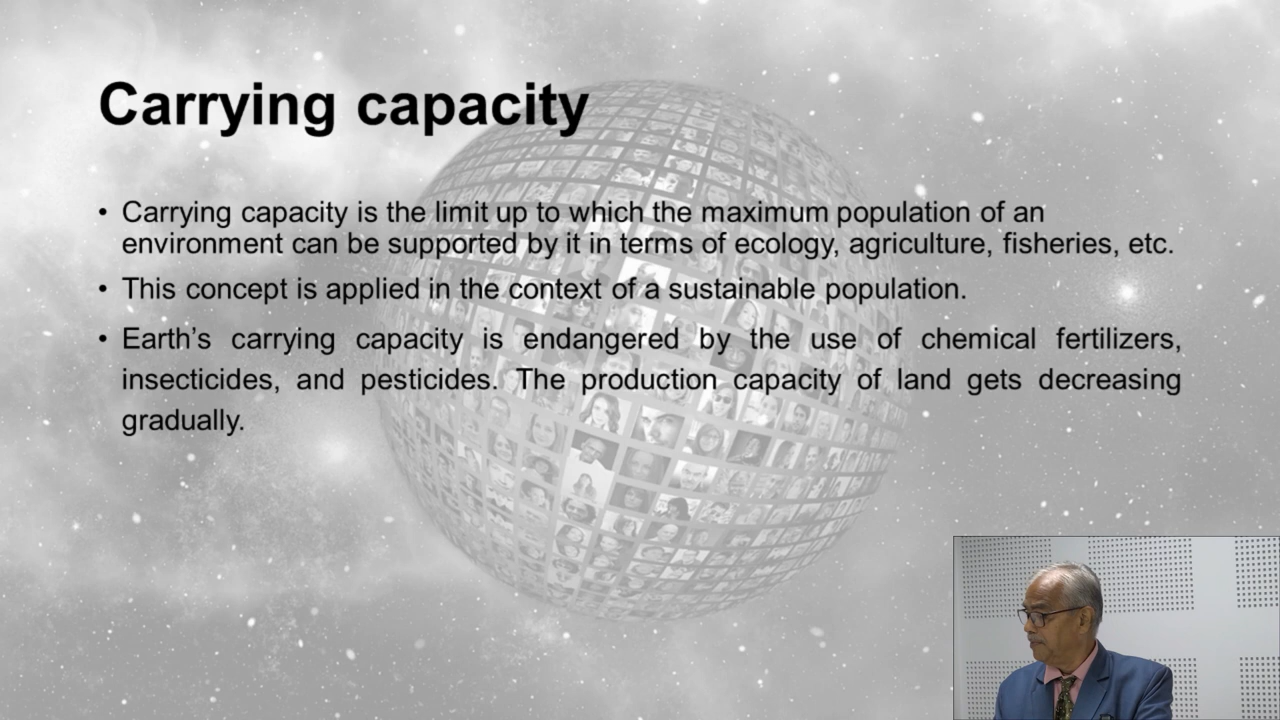 Carrying capacity
• Carrying capacity is the limit up to which the maximum population of an
environment can be supported by it in terms of ecology, agriculture, fisheries, etc.
• This concept is applied in the context of a sustainable population.
• Earth’s carrying capacity is endangered by the use of chemical fertilizers,
insecticides, and pesticides. The production capacity of land gets decreasing
gradually.